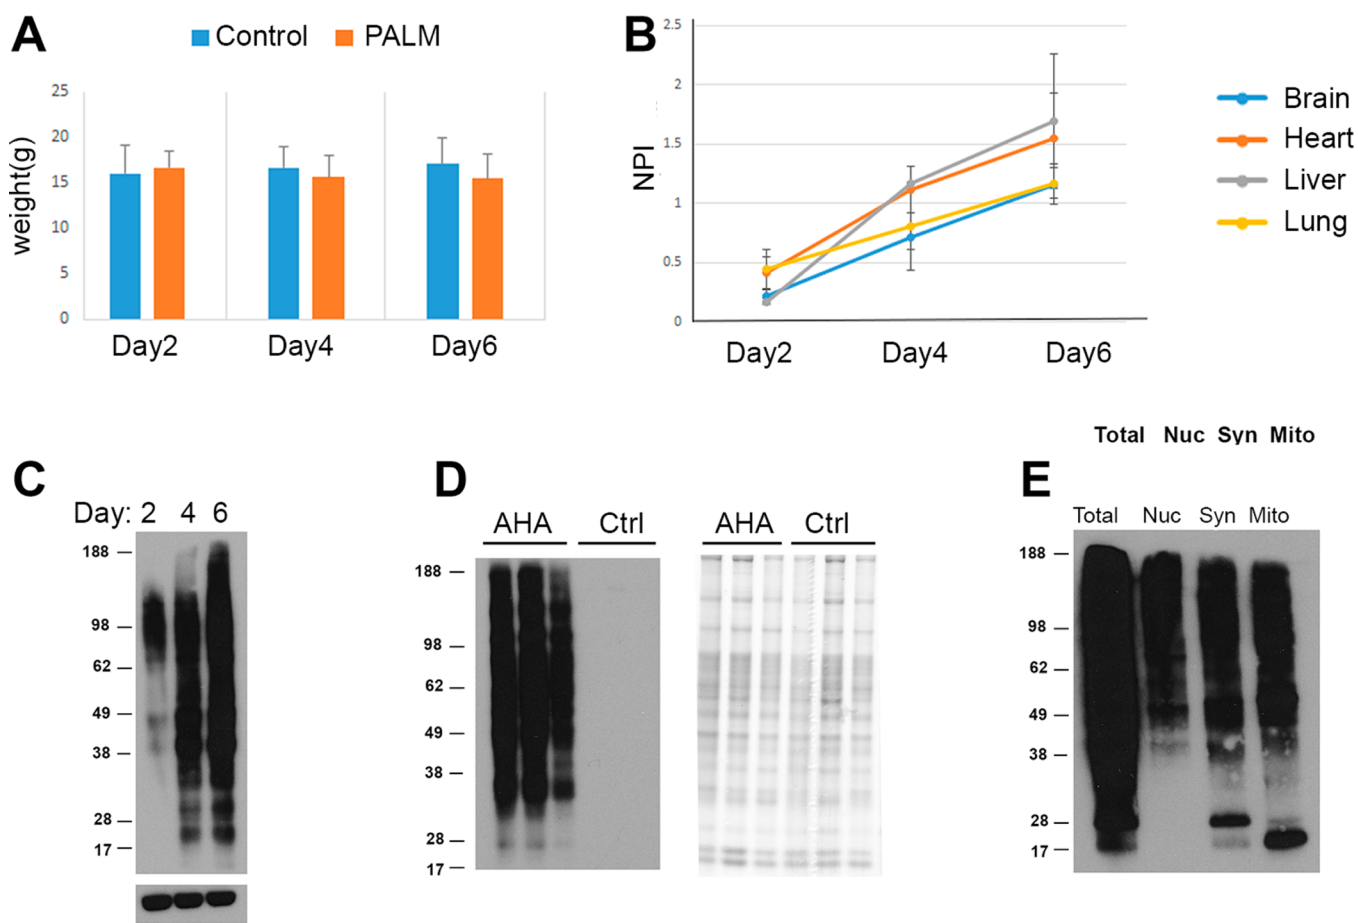 A
Control PALM
weight(g)
25
20
15
10
5
0
Day2 Day4 Day6
B
NPI
2.5
2
1.5
1
0.5
0
Day2 Day4 Day6
Brain
Heart
Liver
Lung
Total Nuc Syn Mito
C
Day: 2 4 6
188
98
62
49
38
28
17
D
AHA Ctrl
188
98
62
49
38
28
17
AHA Ctrl
E
Total Nuc Syn Mito
188
98
62
49
38
28
17